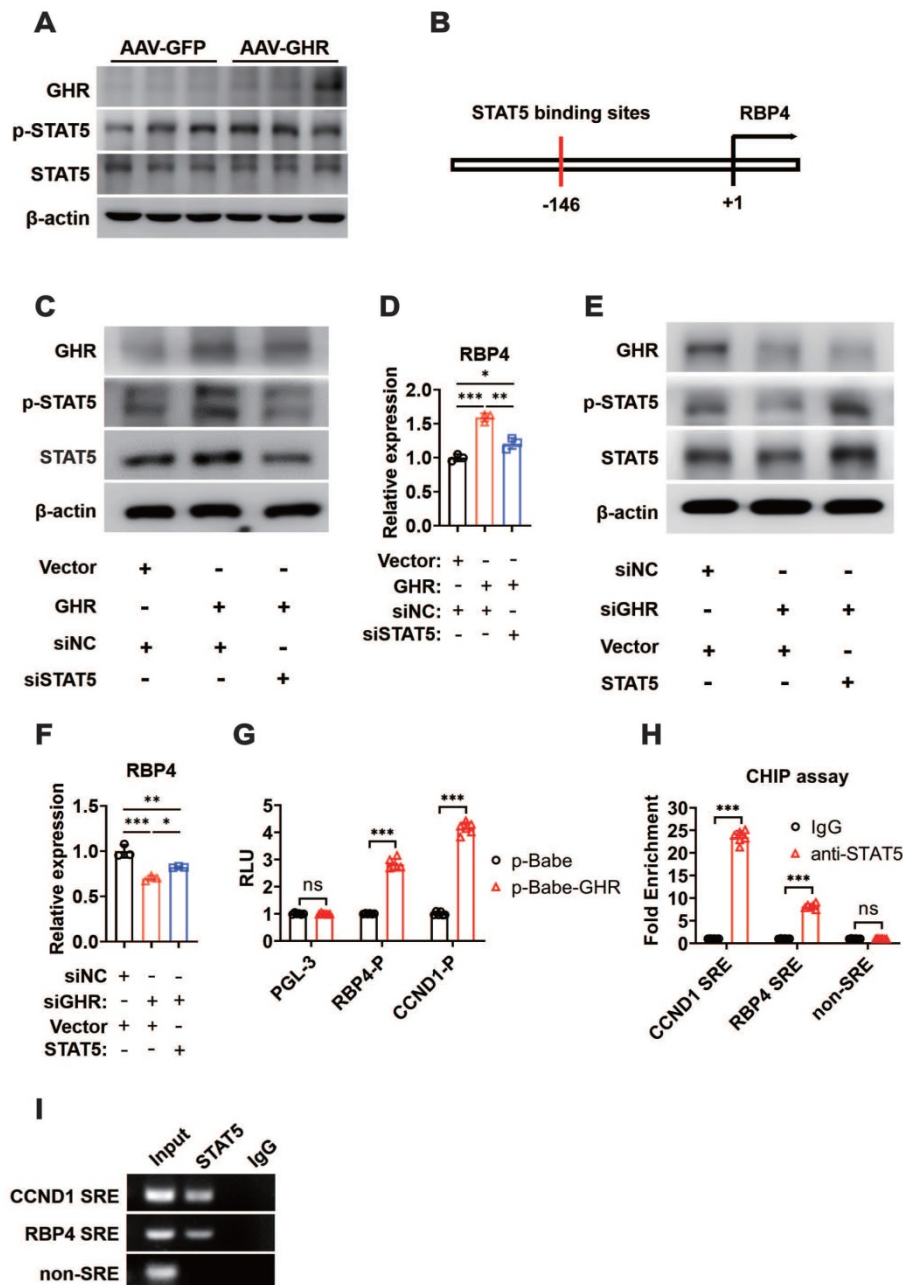 A
AAV-GFP AAV-GHR
GHR
p-STAT5
STAT5
β-actin
B
STAT5 binding sites RBP4
-146 +1
C
GHR
p-STAT5
STAT5
β-actin
Vector + - -
GHR - + +
siNC + + -
siSTAT5 - - +
D
RBP4
* 
*** **
Relative expression
2.0
1.5
1.0
0.5
0.0
Vector: + - -
GHR: - + +
siNC: + + -
siSTAT5: - - +
E
GHR
p-STAT5
STAT5
β-actin
siNC + - -
siGHR - + +
Vector + + -
STAT5 - - +
F
RBP4
**
*** *
Relative expression
1.5
1.0
0.5
0.0
siNC + - -
siGHR: - + +
Vector: + + -
STAT5: - - +
G
RLU
5
4
3
2
1
0
ns *** ***
p-Babe
p-Babe-GHR
PGL-3 RBP4-P CCND1-P
H
CHIP assay
Fold Enrichment
30
25
20
15
10
5
0
*** *** ns
IgG
anti-STAT5
CCND1 SRE RBP4 SRE non-SRE
I
Input STAT5 IgG
CCND1 SRE
RBP4 SRE
non-SRE